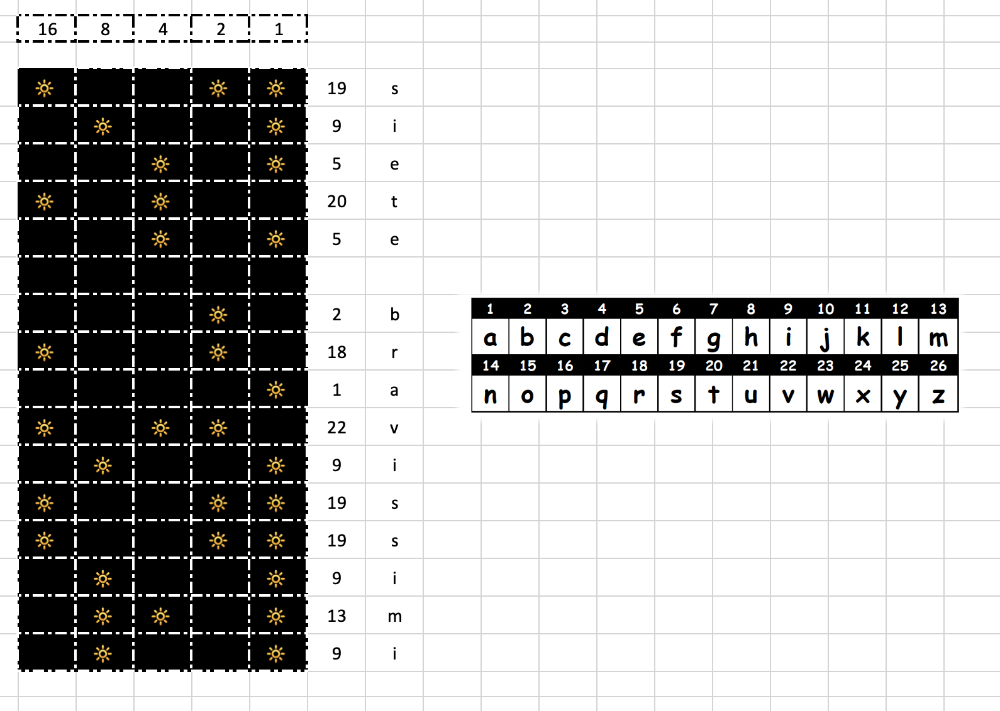 16 8 4 2 1
19 s
9 i
5 e
20 t
5 e
2 b
18 r
1 a
22 v
9 i
19 s
19 s
9 i
13 m
9 i
1 2 3 4 5 6 7 8 9 10 11 12 13
a b c d e f g h i j k l m
14 15 16 17 18 19 20 21 22 23 24 25 26
n o p q r s t u v w x y z